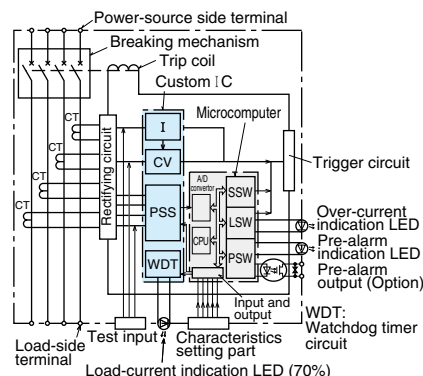 Power-source side terminal
Breaking mechanism
Trip coil
Custom IC
Microcomputer
CT
CT
CT
CT
Rectifying circuit
I
CV
PSS
WDT
A/D
convertor
CPU
SSW
LSW
PSW
Trigger circuit
Over-current
indication LED
Pre-alarm
indication LED
Pre-alarm
output (Option)
Input and
output
WDT:
Watchdog timer
circuit
Load-side
terminal
Test input
Characteristics
setting part
Load-current indication LED (70%)